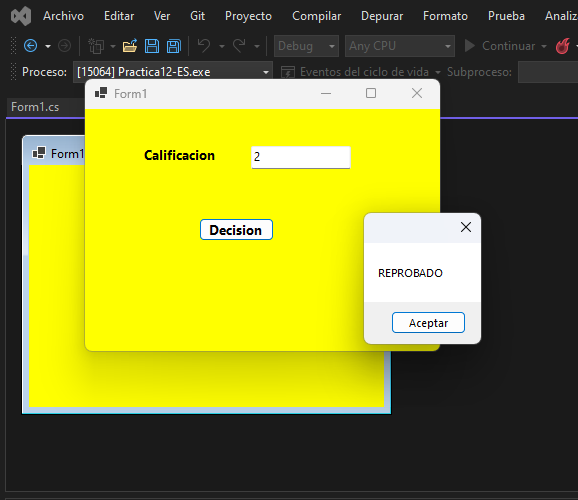 Archivo Editar Ver Git Proyecto Compilar Depurar Formato Prueba Analiz
Debug Any CPU Continuar
Proceso: [15064] Practica12-ES.exe Eventos del ciclo de vida Subproceso:
Form1.cs
Form1
Form1
Calificacion 2
Decision
REPROBADO
Aceptar